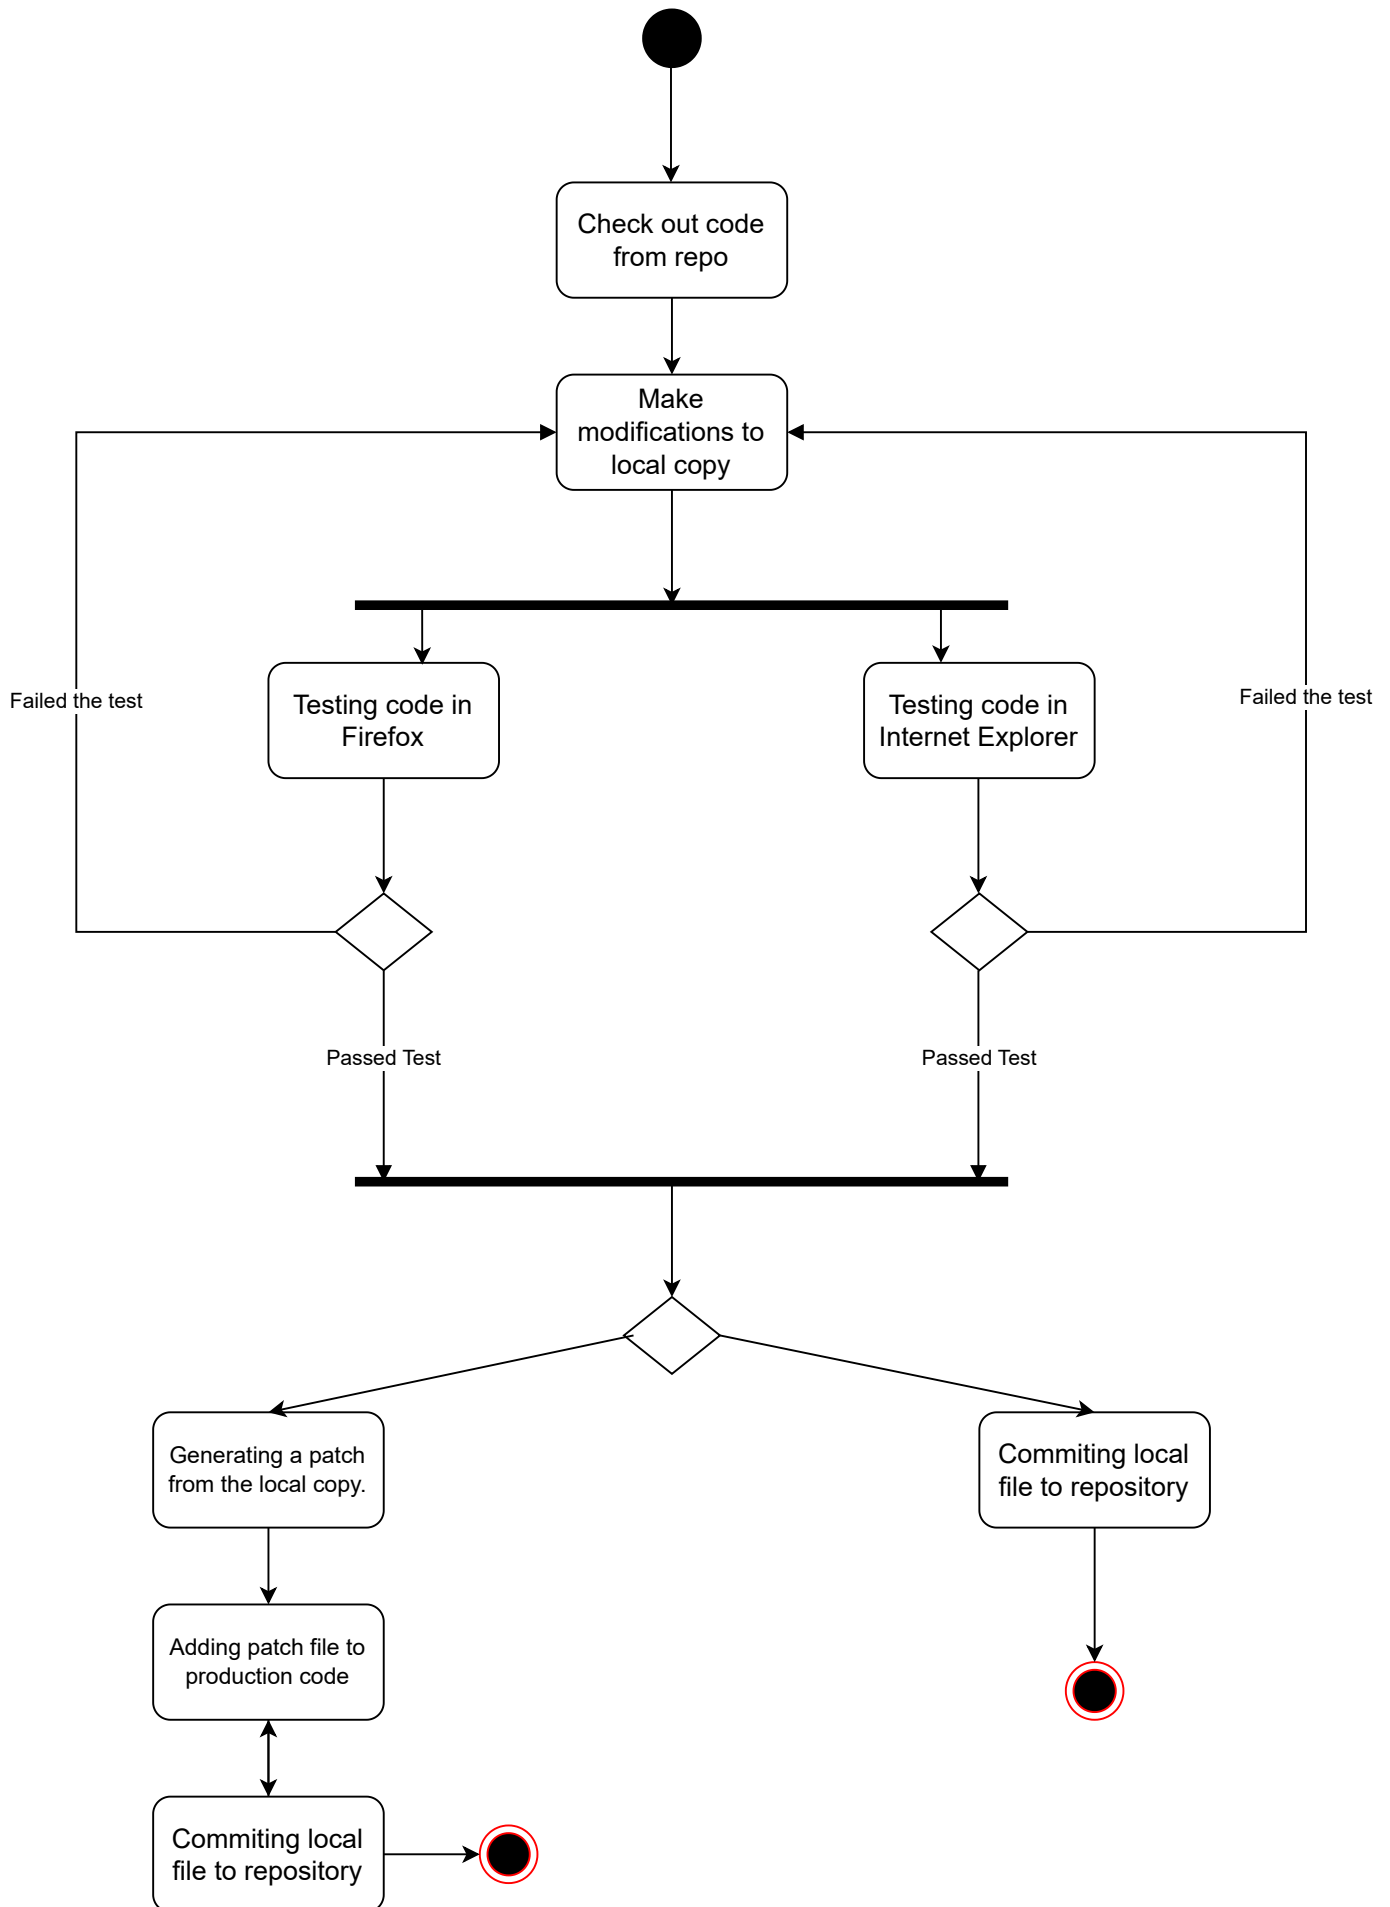 Check out code
from repo
Make
modifications to
local copy
Failed the test
Testing code in
Firefox
Testing code in
Internet Explorer
Failed the test
Passed Test
Passed Test
Generating a patch
from the local copy.
Commiting local
file to repository
Adding patch file to
production code
Commiting local
file to repository